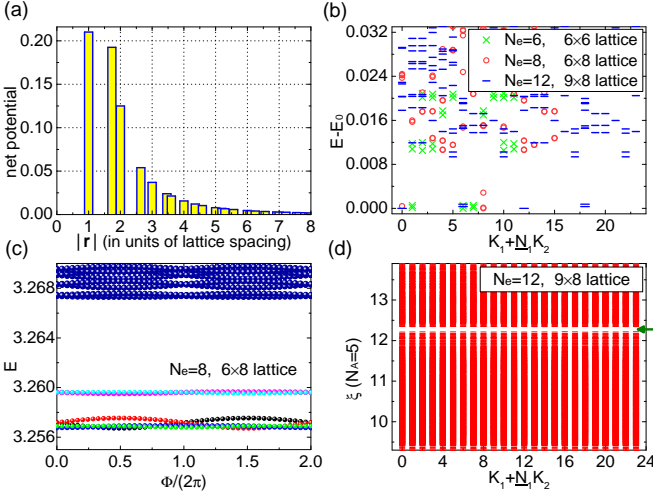 (a)
0.20
0.15
0.10
0.05
0.00
net potential
0 1 2 3 4 5 6 7 8
|r| (in units of lattice spacing)
(b)
0.032
0.024
0.016
0.008
0.000
E-E₀
Nₑ=6, 6×6 lattice
Nₑ=8, 6×8 lattice
Nₑ=12, 9×8 lattice
0 5 10 15 20
K₁+N₁K₂
(c)
3.268
3.264
3.260
3.256
E
Nₑ=8, 6×8 lattice
0.0 0.5 1.0 1.5 2.0
Φ/(2π)
(d)
13
12
11
10
ξ (N_A=5)
Nₑ=12, 9×8 lattice
0 4 8 12 16 20 24
K₁+N₁K₂